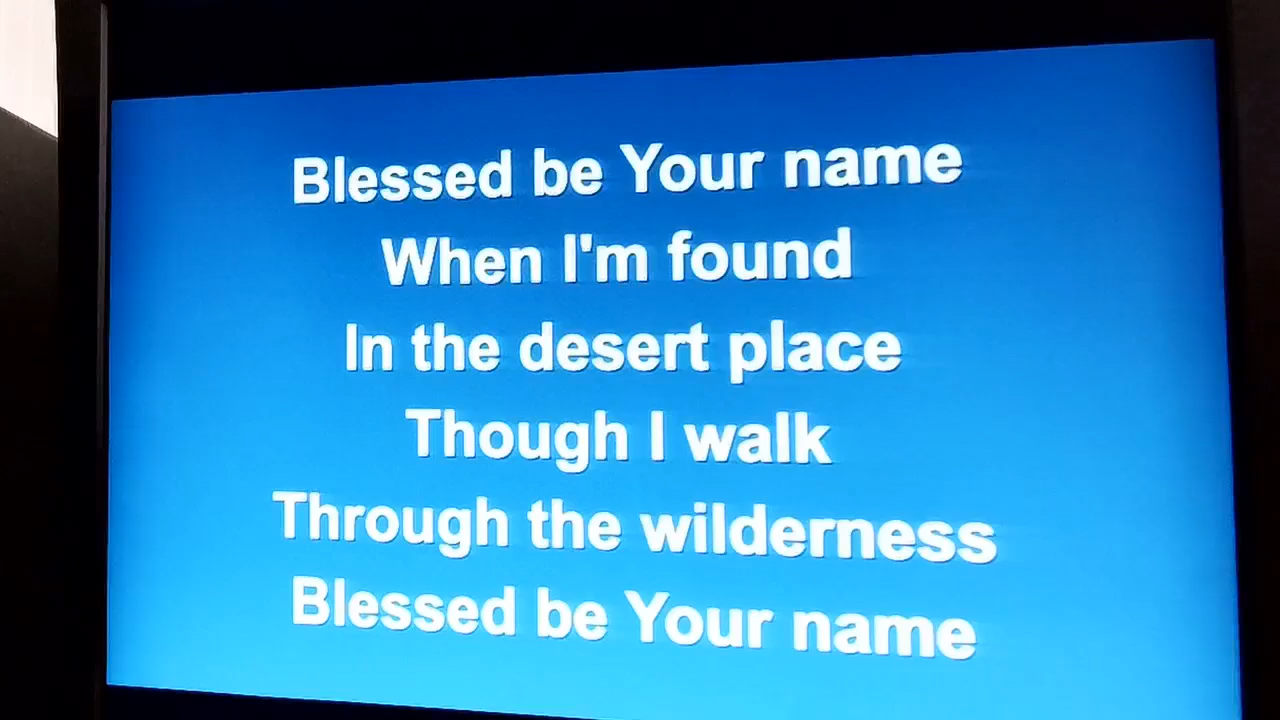 Blessed be Your name
When I'm found
In the desert place
Though I walk
Through the wilderness
Blessed be Your name